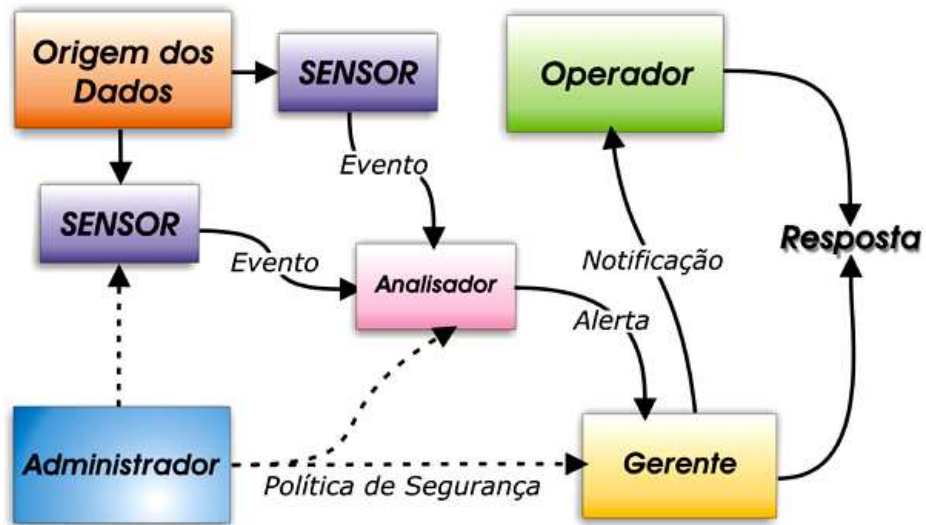 Origem dos
Dados
SENSOR
Operador
Evento
SENSOR
Evento
Analisador
Notificação
Resposta
Alerta
Administrador
Política de Segurança
Gerente